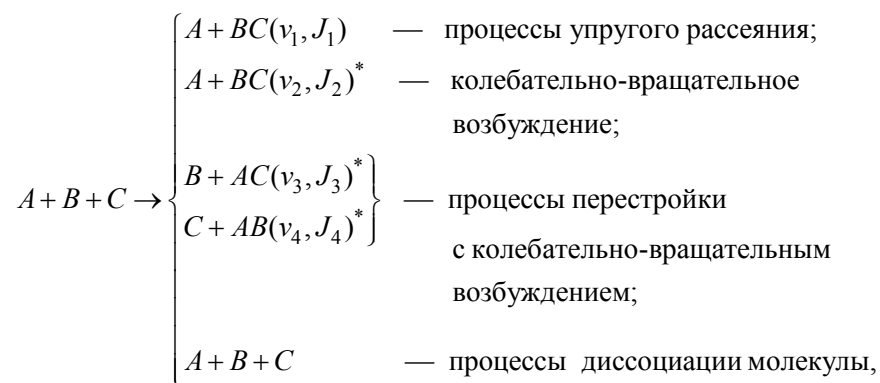 A + BC(v₁, J₁) — процессы упругого рассеяния;
A + BC(v₂, J₂)* — колебательно-вращательное
возбуждение;
A + B + C →
B + AC(v₃, J₃)*
C + AB(v₄, J₄)* — процессы перестройки
с колебательно-вращательным
возбуждением;
A + B + C — процессы диссоциации молекулы,